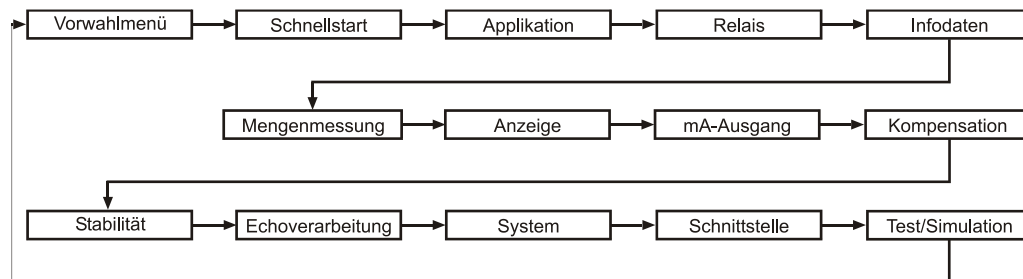 Vorwahlmenü
Schnellstart
Applikation
Relais
Infodaten
Mengenmessung
Anzeige
mA-Ausgang
Kompensation
Stabilität
Echoverarbeitung
System
Schnittstelle
Test/Simulation